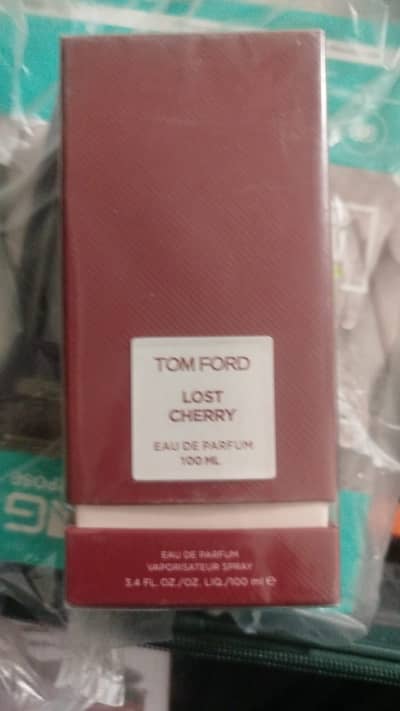 TOM FORD
LOST
CHERRY
EAU DE PARFUM
100 ML
EAU DE PARFUM
VAPORISATEUR SPRAY
3.4 FL.OZ./OZ. LIQ./100 ml ℮